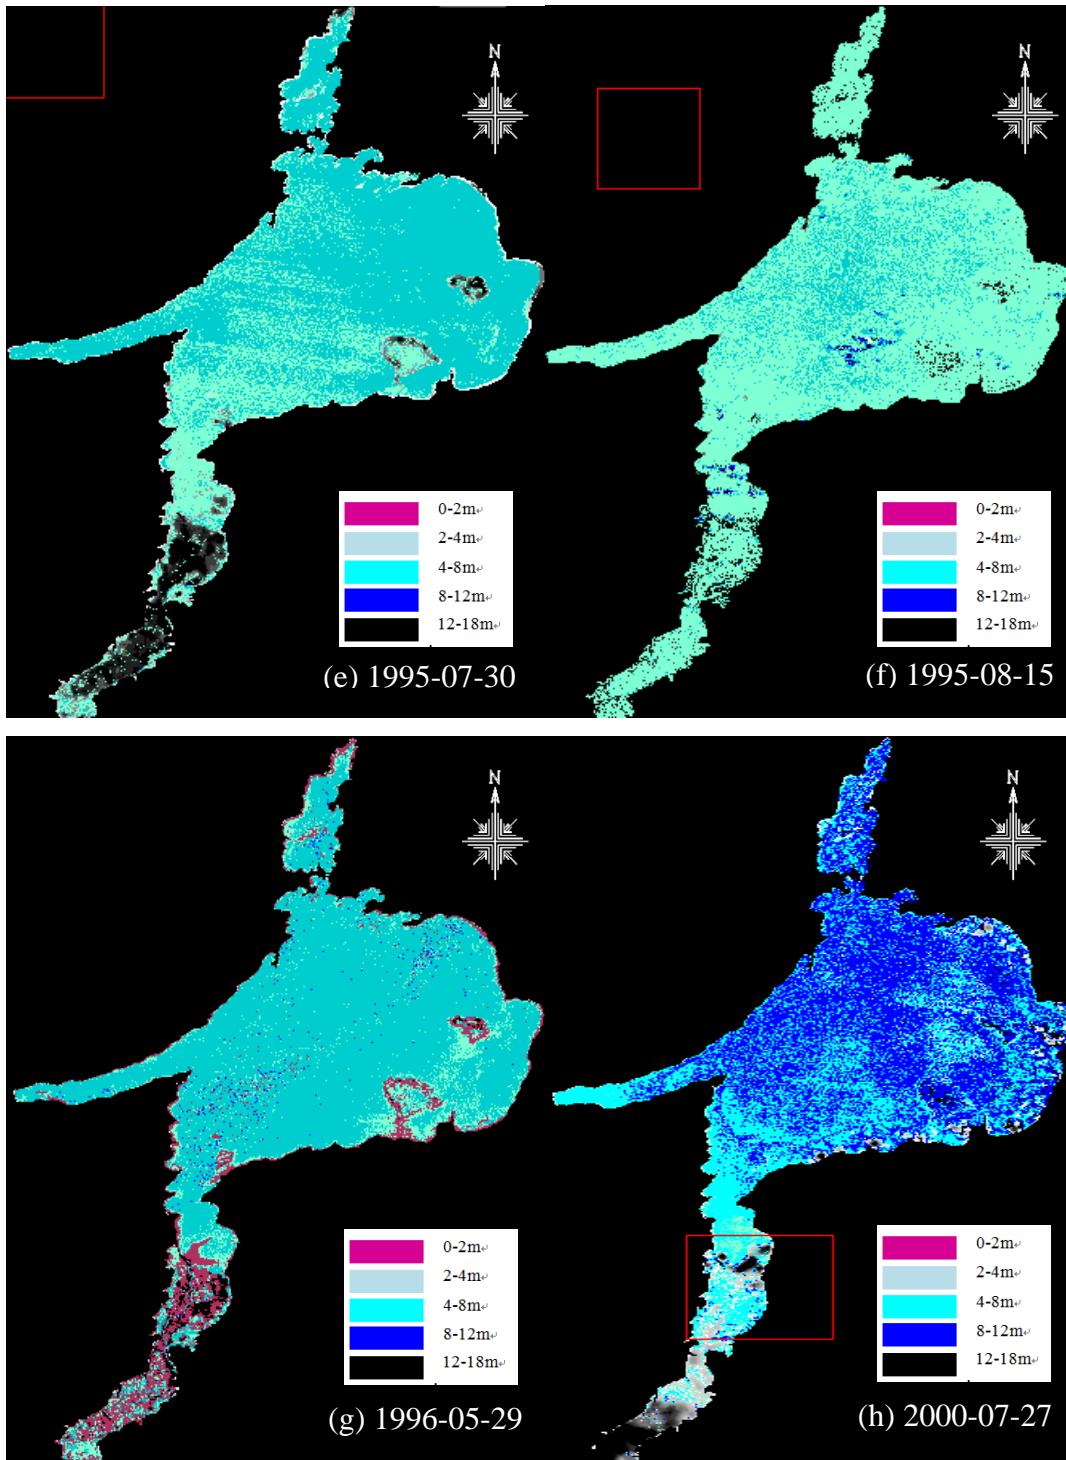 N
0-2m↵
2-4m↵
4-8m↵
8-12m↵
12-18m↵
(e) 1995-07-30
N
0-2m↵
2-4m↵
4-8m↵
8-12m↵
12-18m↵
(f) 1995-08-15
N
0-2m↵
2-4m↵
4-8m↵
8-12m↵
12-18m↵
(g) 1996-05-29
N
0-2m↵
2-4m↵
4-8m↵
8-12m↵
12-18m↵
(h) 2000-07-27